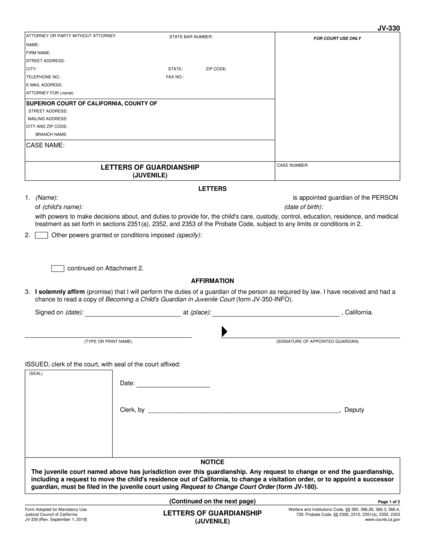 JV-330
ATTORNEY OR PARTY WITHOUT ATTORNEY STATE BAR NUMBER:
FOR COURT USE ONLY
NAME:
FIRM NAME:
STREET ADDRESS:
CITY: STATE: ZIP CODE:
TELEPHONE NO.: FAX NO.:
E-MAIL ADDRESS:
ATTORNEY FOR (name):
SUPERIOR COURT OF CALIFORNIA, COUNTY OF
STREET ADDRESS:
MAILING ADDRESS:
CITY AND ZIP CODE:
BRANCH NAME:
CASE NAME:
LETTERS OF GUARDIANSHIP
(JUVENILE)
CASE NUMBER:
LETTERS
1. (Name): is appointed guardian of the PERSON
of (child's name): (date of birth):
with powers to make decisions about, and duties to provide for, the child's care, custody, control, education, residence, and medical
treatment as set forth in sections 2351(a), 2352, and 2353 of the Probate Code, subject to any limits or conditions in 2.
2. Other powers granted or conditions imposed (specify):
continued on Attachment 2.
AFFIRMATION
3. I solemnly affirm (promise) that I will perform the duties of a guardian of the person as required by law. I have received and had a
chance to read a copy of Becoming a Child's Guardian in Juvenile Court (form JV-350-INFO).
Signed on (date): at (place): , California.
(TYPE OR PRINT NAME) (SIGNATURE OF APPOINTED GUARDIAN)
ISSUED, clerk of the court, with seal of the court affixed:
(SEAL)
Date:
Clerk, by , Deputy
NOTICE
The juvenile court named above has jurisdiction over this guardianship. Any request to change or end the guardianship,
including a request to move the child's residence out of California, to change a visitation order, or to appoint a successor
guardian, must be filed in the juvenile court using Request to Change Court Order (form JV-180).
(Continued on the next page)
Page 1 of 2
Form Adopted for Mandatory Use
Judicial Council of California
JV-330 [Rev. September 1, 2019]
LETTERS OF GUARDIANSHIP
(JUVENILE)
Welfare and Institutions Code, §§ 360, 366.26, 366.3, 366.4,
728; Probate Code, §§ 2300, 2310, 2351(a), 2352, 2353
www.courts.ca.gov